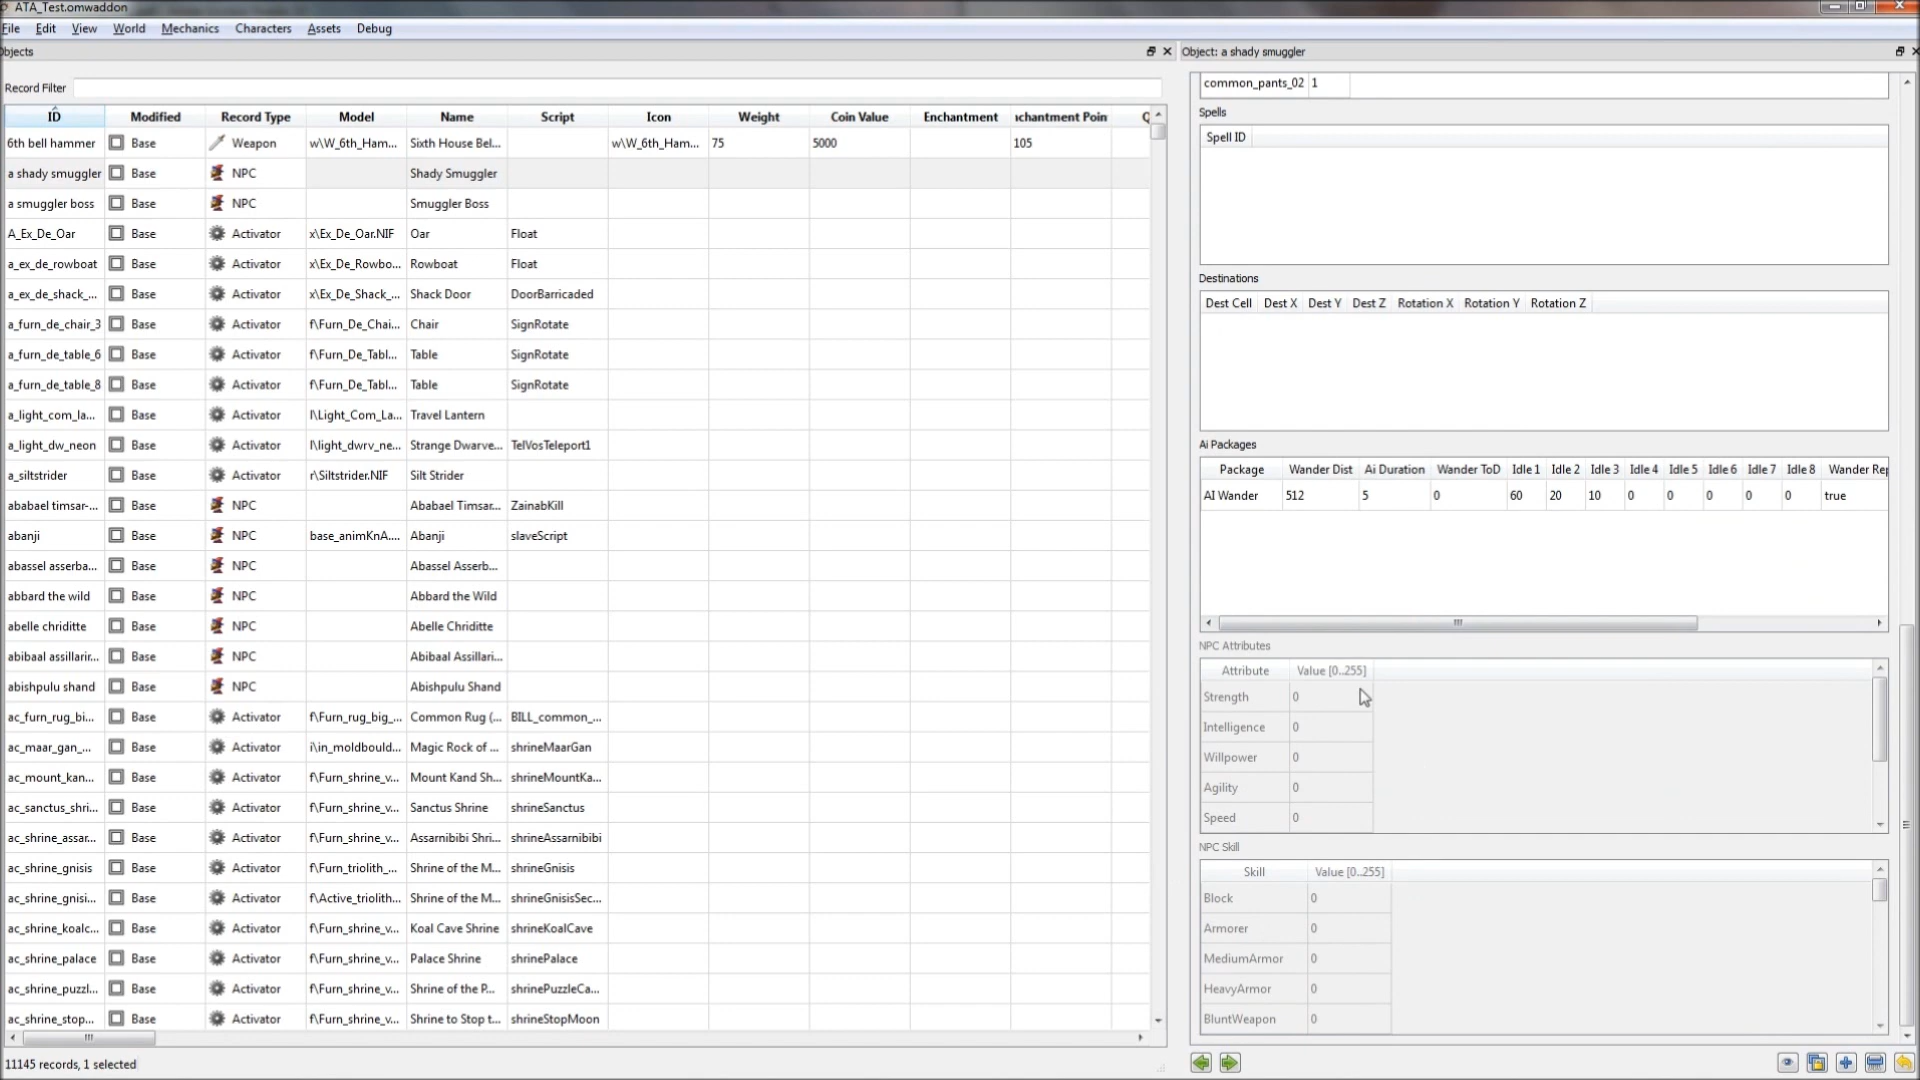 ATA_Test.omwaddon
File Edit View World Mechanics Characters Assets Debug
Objects
Object: a shady smuggler
Record Filter
ID Modified Record Type Model Name Script Icon Weight Coin Value Enchantment
6th bell hammer Base Weapon w\W_6th_Ham... Sixth House Bel... w\W_6th_Ham... 75 5000 105
a shady smuggler Base NPC Shady Smuggler
a smuggler boss Base NPC Smuggler Boss
A_Ex_De_Oar Base Activator x\Ex_De_Oar.NIF Oar Float
a_ex_de_rowboat Base Activator x\Ex_De_Rowbo... Rowboat Float
a_ex_de_shack_... Base Activator x\Ex_De_Shack_... Shack Door DoorBarricaded
a_furn_de_chair_3 Base Activator f\Furn_De_Chai... Chair SignRotate
a_furn_de_table_6 Base Activator f\Furn_De_Tabl... Table SignRotate
a_furn_de_table_8 Base Activator f\Furn_De_Tabl... Table SignRotate
a_light_com_la... Base Activator l\Light_Com_La... Travel Lantern
a_light_dw_neon Base Activator l\light_dwrv_ne... Strange Dwarve... TelVosTeleport1
a_siltstrider Base Activator r\Siltstrider.NIF Silt Strider
ababael timsar-... Base NPC Ababael Timsar... ZainabKill
abanji Base NPC base_animKnA.... Abanji slaveScript
abassel asserba... Base NPC Abassel Asserb...
abbard the wild Base NPC Abbard the Wild
abelle chriditte Base NPC Abelle Chriditte
abibaal assillarir... Base NPC Abibaal Assillari...
abishpulu shand Base NPC Abishpulu Shand
ac_furn_rug_bi... Base Activator f\Furn_rug_big_... Common Rug (... BILL_common_...
ac_maar_gan_... Base Activator i\in_moldbould... Magic Rock of ... shrineMaarGan
ac_mount_kan... Base Activator f\Furn_shrine_v... Mount Kand Sh... shrineMountKa...
ac_sanctus_shri... Base Activator f\Furn_shrine_v... Sanctus Shrine shrineSanctus
ac_shrine_assar... Base Activator f\Furn_shrine_v... Assarnibibi Shri... shrineAssarnibibi
ac_shrine_gnisis Base Activator f\Furn_triolith_... Shrine of the M... shrineGnisis
ac_shrine_gnisi... Base Activator f\Active_triolith... Shrine of the M... shrineGnisisSec...
ac_shrine_koalc... Base Activator f\Furn_shrine_v... Koal Cave Shrine shrineKoalCave
ac_shrine_palace Base Activator f\Furn_shrine_v... Palace Shrine shrinePalace
ac_shrine_puzzl... Base Activator f\Furn_shrine_v... Shrine of the P... shrinePuzzleCa...
ac_shrine_stop... Base Activator f\Furn_shrine_v... Shrine to Stop t... shrineStopMoon
11145 records, 1 selected
common_pants_02 1
Spells
Spell ID
Destinations
Dest Cell Dest X Dest Y Dest Z Rotation X Rotation Y Rotation Z
Ai Packages
Package Wander Dist Ai Duration Wander ToD Idle 1 Idle 2 Idle 3 Idle 4 Idle 5 Idle 6 Idle 7 Idle 8 Wander Rep
AI Wander 512 5 0 60 20 10 0 0 0 0 0 true
NPC Attributes
Attribute Value [0..255]
Strength 0
Intelligence 0
Willpower 0
Agility 0
Speed 0
NPC Skill
Skill Value [0..255]
Block 0
Armorer 0
MediumArmor 0
HeavyArmor 0
BluntWeapon 0